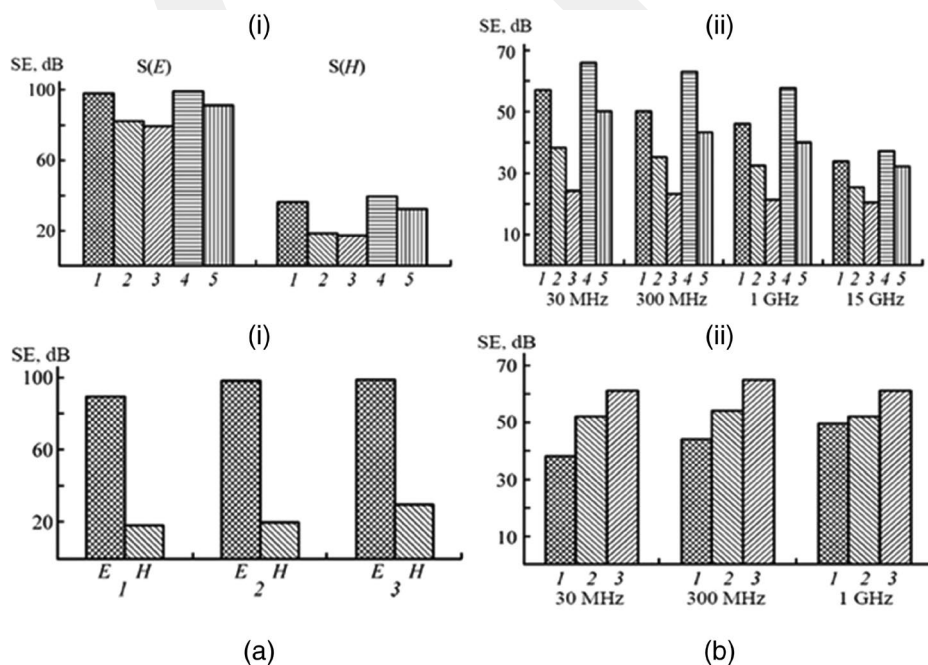 (i)
SE, dB
S(E) S(H)
100
60
20
1 2 3 4 5 1 2 3 4 5
(ii)
SE, dB
70
50
30
10
1 2 3 4 5 1 2 3 4 5 1 2 3 4 5 1 2 3 4 5
30 MHz 300 MHz 1 GHz 15 GHz
(i)
SE, dB
100
60
20
E H E H E H
1 2 3
(a)
(ii)
SE, dB
70
50
30
10
1 2 3 1 2 3 1 2 3
30 MHz 300 MHz 1 GHz
(b)